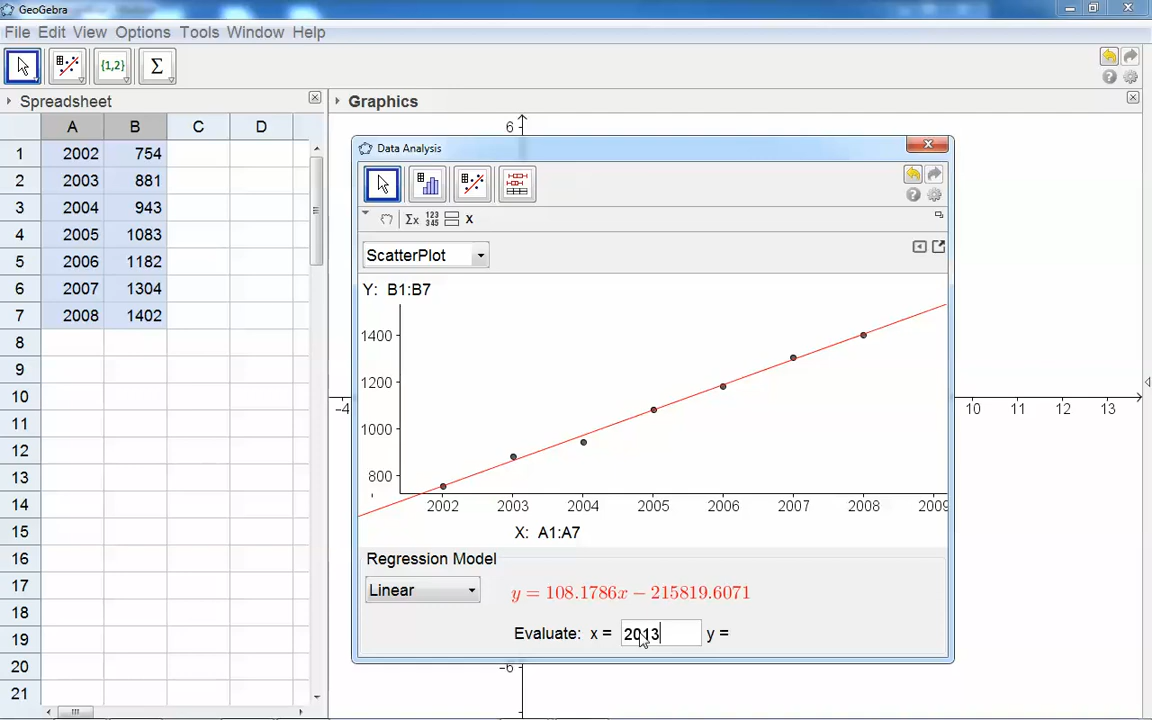 GeoGebra
File Edit View Options Tools Window Help
{1,2} Σ
Spreadsheet
Graphics
A B C D
1 2002 754
2 2003 881
3 2004 943
4 2005 1083
5 2006 1182
6 2007 1304
7 2008 1402
8
9
10
11
12
13
14
15
16
17
18
19
20
21
6
-4
10 11 12 13
-6
Data Analysis
Σx 123 345 X
ScatterPlot
Y: B1:B7
1400
1200
1000
800
2002 2003 2004 2005 2006 2007 2008 2009
X: A1:A7
Regression Model
Linear
y = 108.1786x − 215819.6071
Evaluate: x = 2013 y =